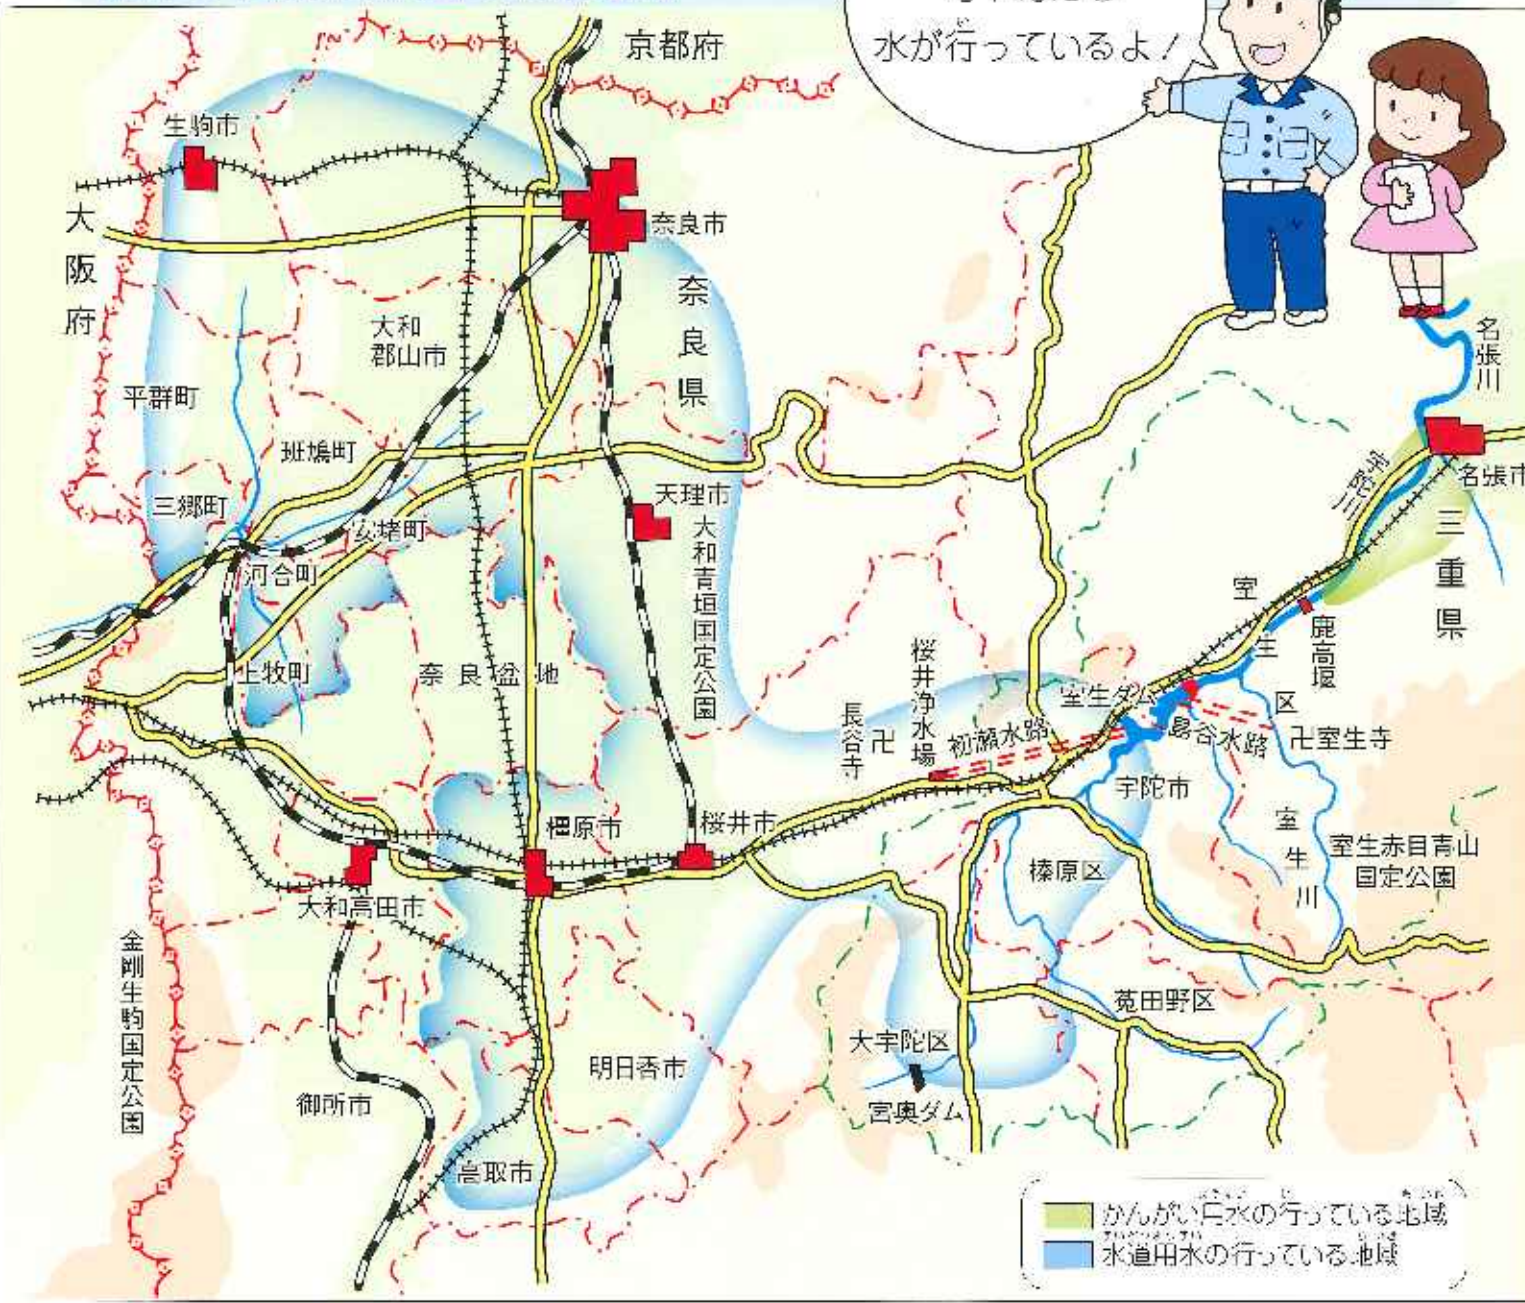 水が行っているよ！
京都府
生駒市
大阪府
奈良市
奈良県
大和
郡山市
平群町
班鳩町
三郷町
安堵町
河合町
天理市
大和青垣国定公園
上牧町
奈良盆地
名張川
名張市
宇陀川
三重県
室生区
鹿高堰
室生ダム
桜井浄水場
初瀬水路
長谷寺
卍
卍室生寺
宇陀市
橿原市
桜井市
大和高田市
榛原区
室生川
室生赤目青山
国定公園
金剛生駒国定公園
菟田野区
大宇陀区
宮奥ダム
明日香市
御所市
高取市
かんがい用水の行っている地域
水道用水の行っている地域